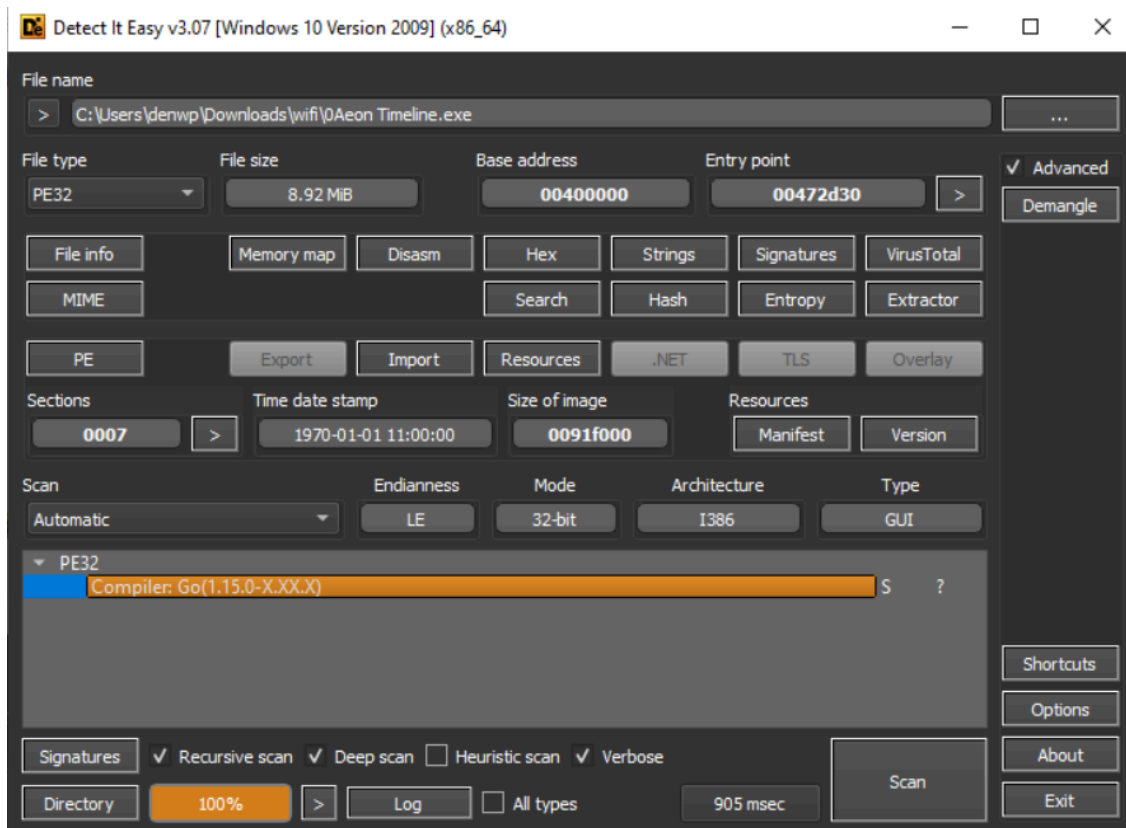 Detect It Easy v3.07 [Windows 10 Version 2009] (x86_64)
File name
> C:\Users\denwp\Downloads\wifi\0Aeon Timeline.exe ...
File type File size Base address Entry point Advanced
PE32 8.92 MiB 00400000 00472d30 > Demangle
File info Memory map Disasm Hex Strings Signatures VirusTotal
MIME Search Hash Entropy Extractor
PE Export Import Resources .NET TLS Overlay
Sections Time date stamp Size of image Resources
0007 > 1970-01-01 11:00:00 0091f000 Manifest Version
Scan Endianness Mode Architecture Type
Automatic LE 32-bit I386 GUI
PE32
Compiler: Go(1.15.0-X.XX.X) S ?
Shortcuts
Options
Signatures Recursive scan Deep scan Heuristic scan Verbose Scan About
Directory 100% > Log All types 905 msec Exit